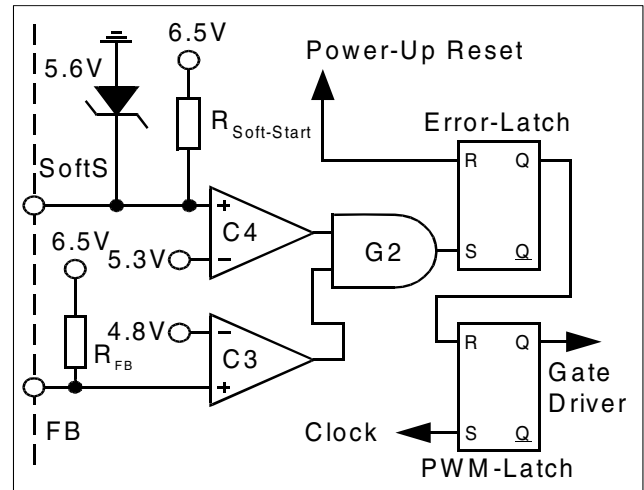 6.5V
Power-Up Reset
5.6V
R Soft-Start
Error-Latch
SoftS
R Q
+
C4
-
G2
6.5V
5.3V
S Q
4.8V
-
C3
+
R FB
R Q
Gate
Driver
FB
Clock
S Q
PWM-Latch